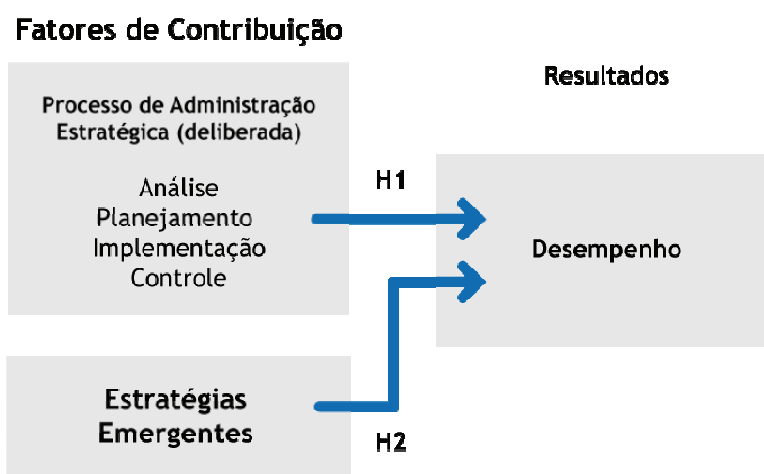 Fatores de Contribuição
Processo de Administração
Estratégica (deliberada)
Análise
Planejamento
Implementação
Controle
H1
Resultados
Desempenho
Estratégias
Emergentes
H2